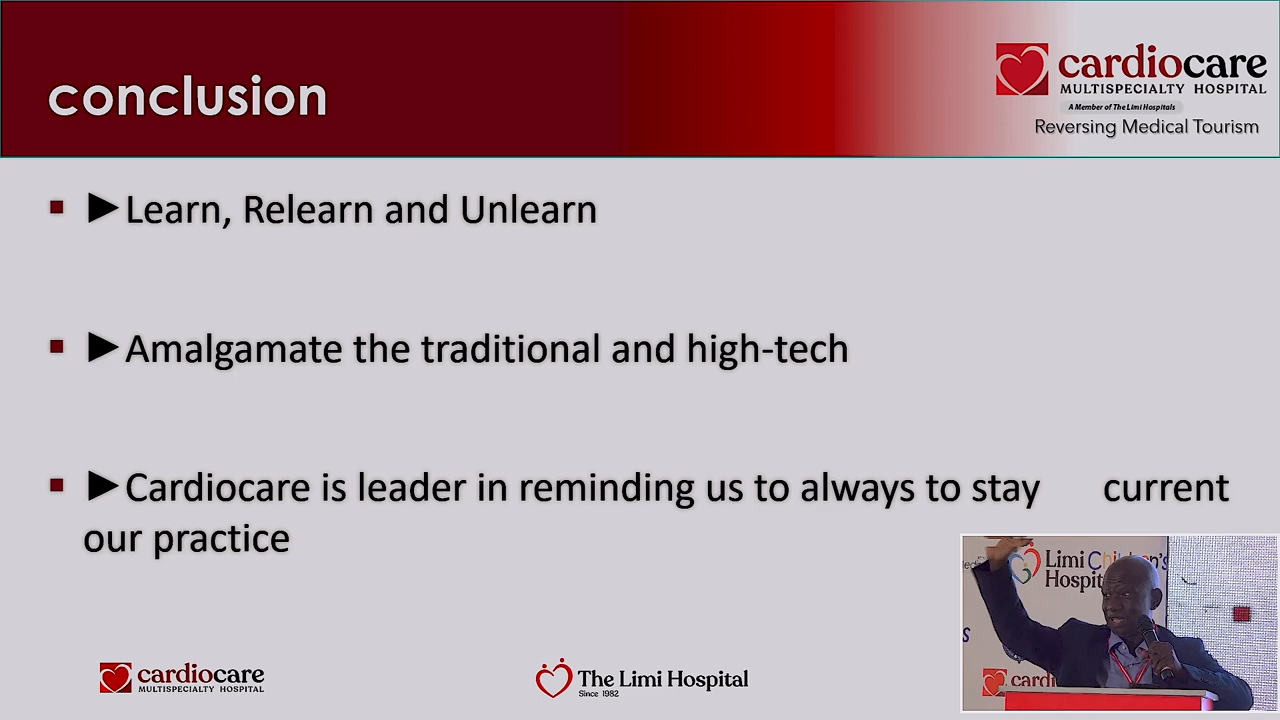 conclusion
cardiocare
MULTISPECIALTY HOSPITAL
A Member of The Limi Hospitals
Reversing Medical Tourism
►Learn, Relearn and Unlearn
►Amalgamate the traditional and high-tech
►Cardiocare is leader in reminding us to always to stay current
our practice
Limi Children's
Hospit
cardi
cardiocare
MULTISPECIALTY HOSPITAL
The Limi Hospital
Since 1982